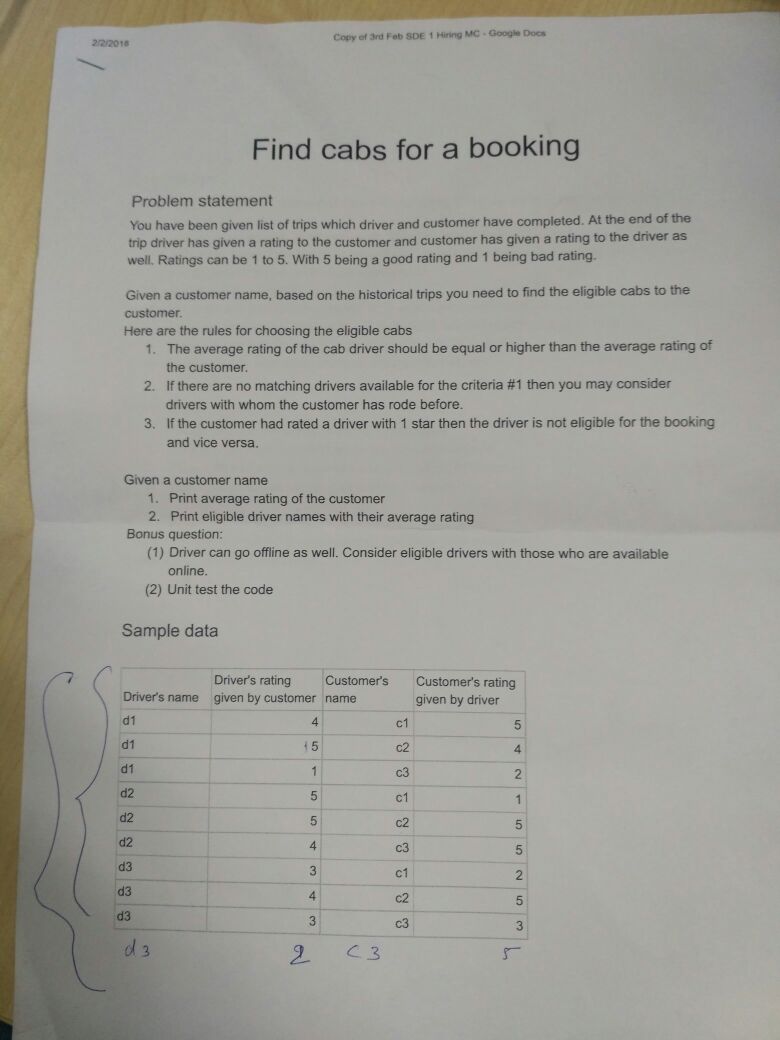 2/2/2018
Copy of 3rd Feb SDE 1 Hiring MC - Google Docs
Find cabs for a booking
Problem statement
You have been given list of trips which driver and customer have completed. At the end of the
trip driver has given a rating to the customer and customer has given a rating to the driver as
well. Ratings can be 1 to 5. With 5 being a good rating and 1 being bad rating.
Given a customer name, based on the historical trips you need to find the eligible cabs to the
customer.
Here are the rules for choosing the eligible cabs
1. The average rating of the cab driver should be equal or higher than the average rating of
the customer.
2. If there are no matching drivers available for the criteria #1 then you may consider
drivers with whom the customer has rode before.
3. If the customer had rated a driver with 1 star then the driver is not eligible for the booking
and vice versa.
Given a customer name
1. Print average rating of the customer
2. Print eligible driver names with their average rating
Bonus question:
(1) Driver can go offline as well. Consider eligible drivers with those who are available
online.
(2) Unit test the code
Sample data
Driver's name Driver's rating given by customer Customer's name Customer's rating given by driver
d1 4 c1 5
d1 5 c2 4
d1 1 c3 2
d2 5 c1 1
d2 5 c2 5
d2 4 c3 5
d3 3 c1 2
d3 4 c2 5
d3 3 c3 3
d3 2 c3 5